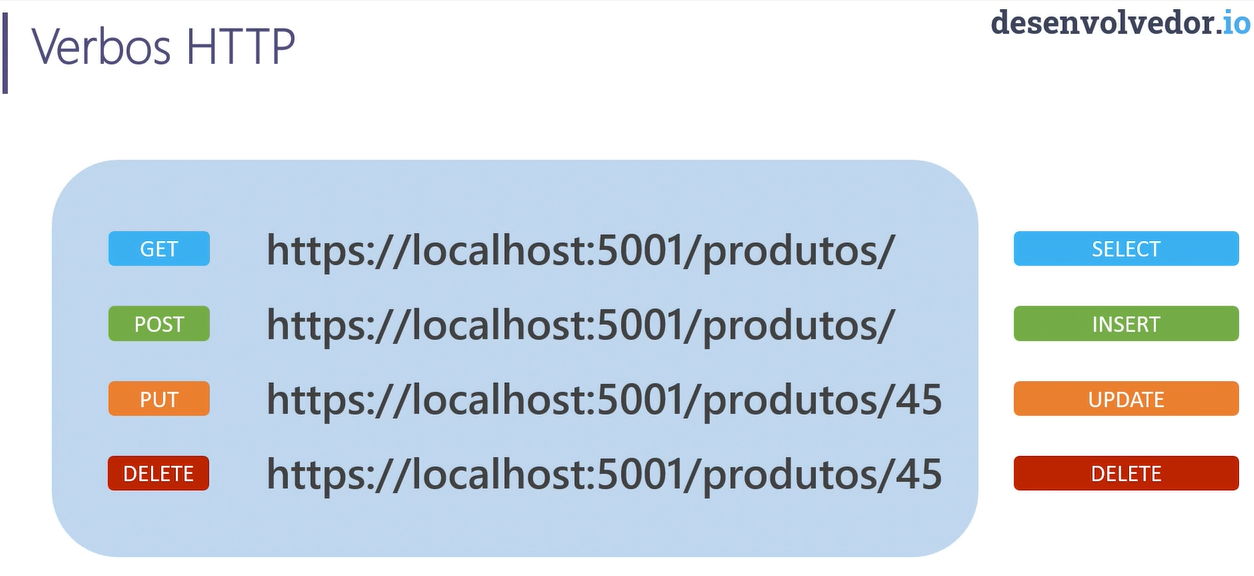 desenvolvedor.io
Verbos HTTP
GET https://localhost:5001/produtos/ SELECT
POST https://localhost:5001/produtos/ INSERT
PUT https://localhost:5001/produtos/45 UPDATE
DELETE https://localhost:5001/produtos/45 DELETE